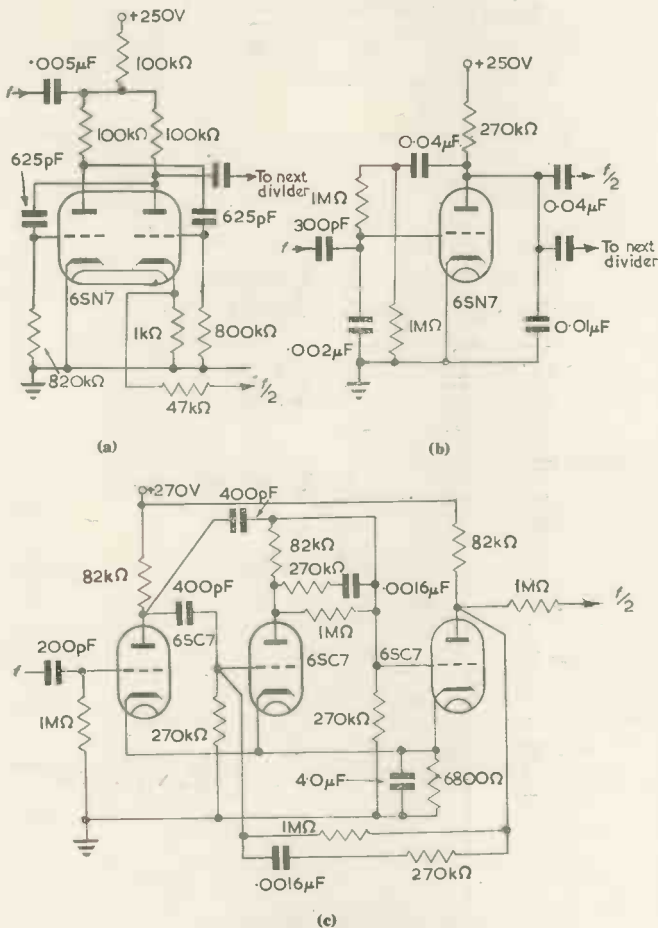 +250V
·005μF
100kΩ
f
100kΩ
100kΩ
625pF
To next
divider
625pF
6SN7
1kΩ
800kΩ
820kΩ
47kΩ
f/2
(a)
+250V
270kΩ
0·04μF
1MΩ
f/2
0·04μF
300pF
f
To next
divider
6SN7
1MΩ
·002μF
0·01μF
(b)
+270V
400pF
82kΩ
82kΩ
82kΩ
270kΩ
400pF
·0016μF
1MΩ
f/2
6SC7
1MΩ
200pF
6SC7
6SC7
f
1MΩ
270kΩ
270kΩ
4·0μF
6800Ω
1MΩ
·0016μF
270kΩ
(c)